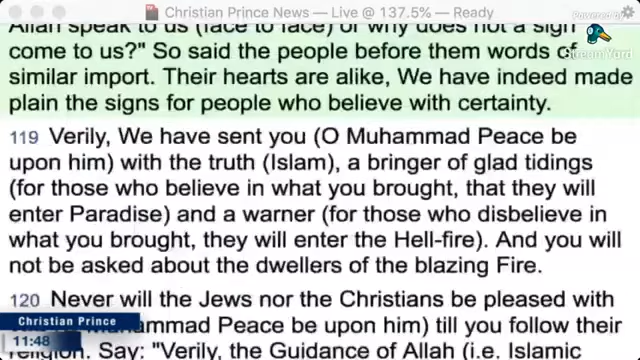 Christian Prince News — Live @ 137.5% — Ready
Powered by
StreamYard
Allah speak to us (face to face) or why does not a sign
come to us?" So said the people before them words of
similar import. Their hearts are alike, We have indeed made
plain the signs for people who believe with certainty.
119 Verily, We have sent you (O Muhammad Peace be
upon him) with the truth (Islam), a bringer of glad tidings
(for those who believe in what you brought, that they will
enter Paradise) and a warner (for those who disbelieve in
what you brought, they will enter the Hell-fire). And you will
not be asked about the dwellers of the blazing Fire.
120 Never will the Jews nor the Christians be pleased with
Muhammad Peace be upon him) till you follow their
religion. Say: "Verily, the Guidance of Allah (i.e. Islamic
Christian Prince
11:48